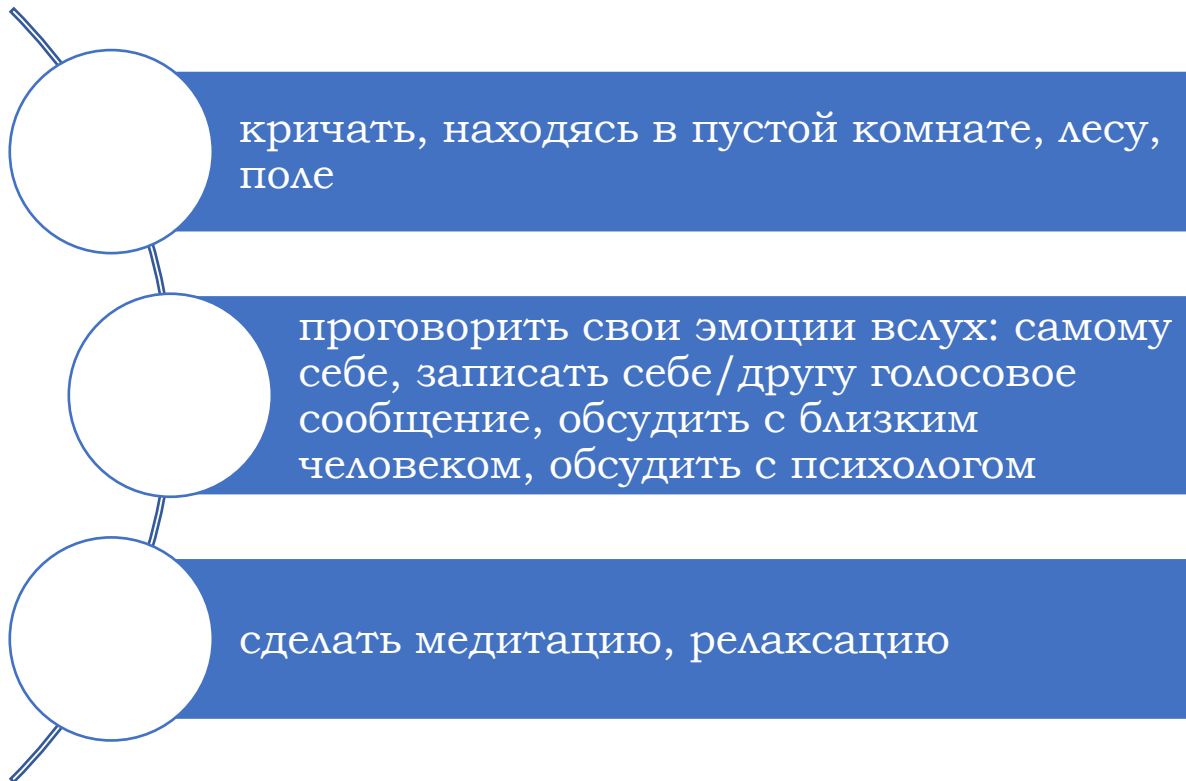 кричать, находясь в пустой комнате, лесу,
поле
проговорить свои эмоции вслух: самому
себе, записать себе/другу голосовое
сообщение, обсудить с близким
человеком, обсудить с психологом
сделать медитацию, релаксацию